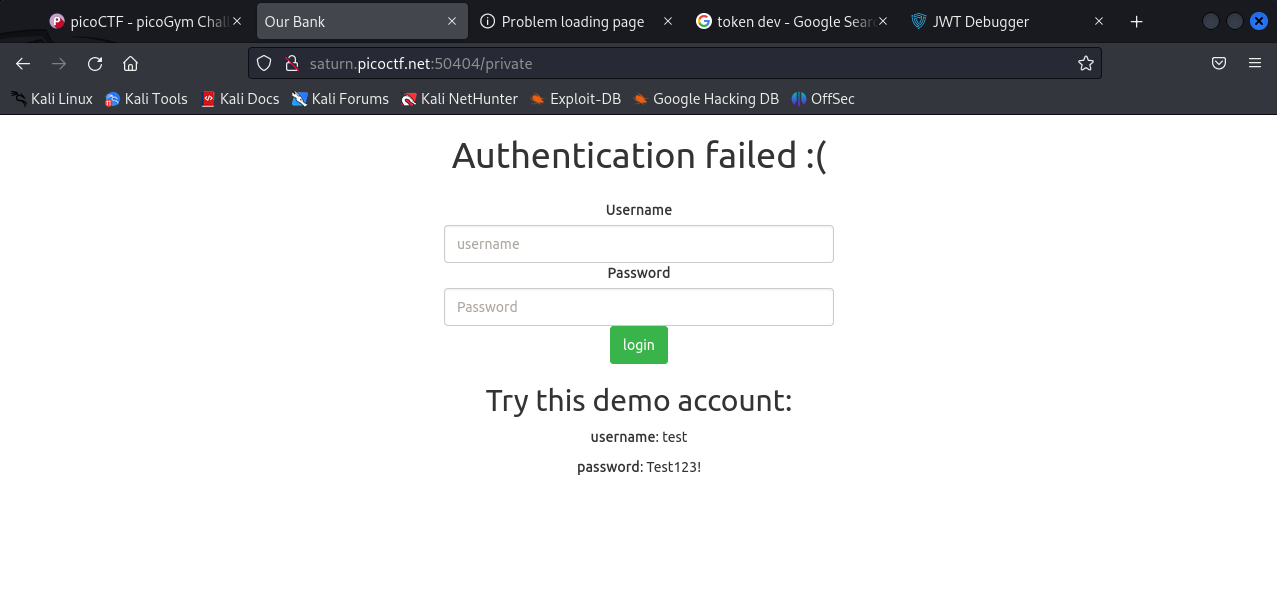 picoCTF - picoGym Chall
Our Bank
Problem loading page
token dev - Google Sear
JWT Debugger
saturn.picoctf.net:50404/private
Kali Linux
Kali Tools
Kali Docs
Kali Forums
Kali NetHunter
Exploit-DB
Google Hacking DB
OffSec
Authentication failed :(
Username
username
Password
Password
login
Try this demo account:
username: test
password: Test123!